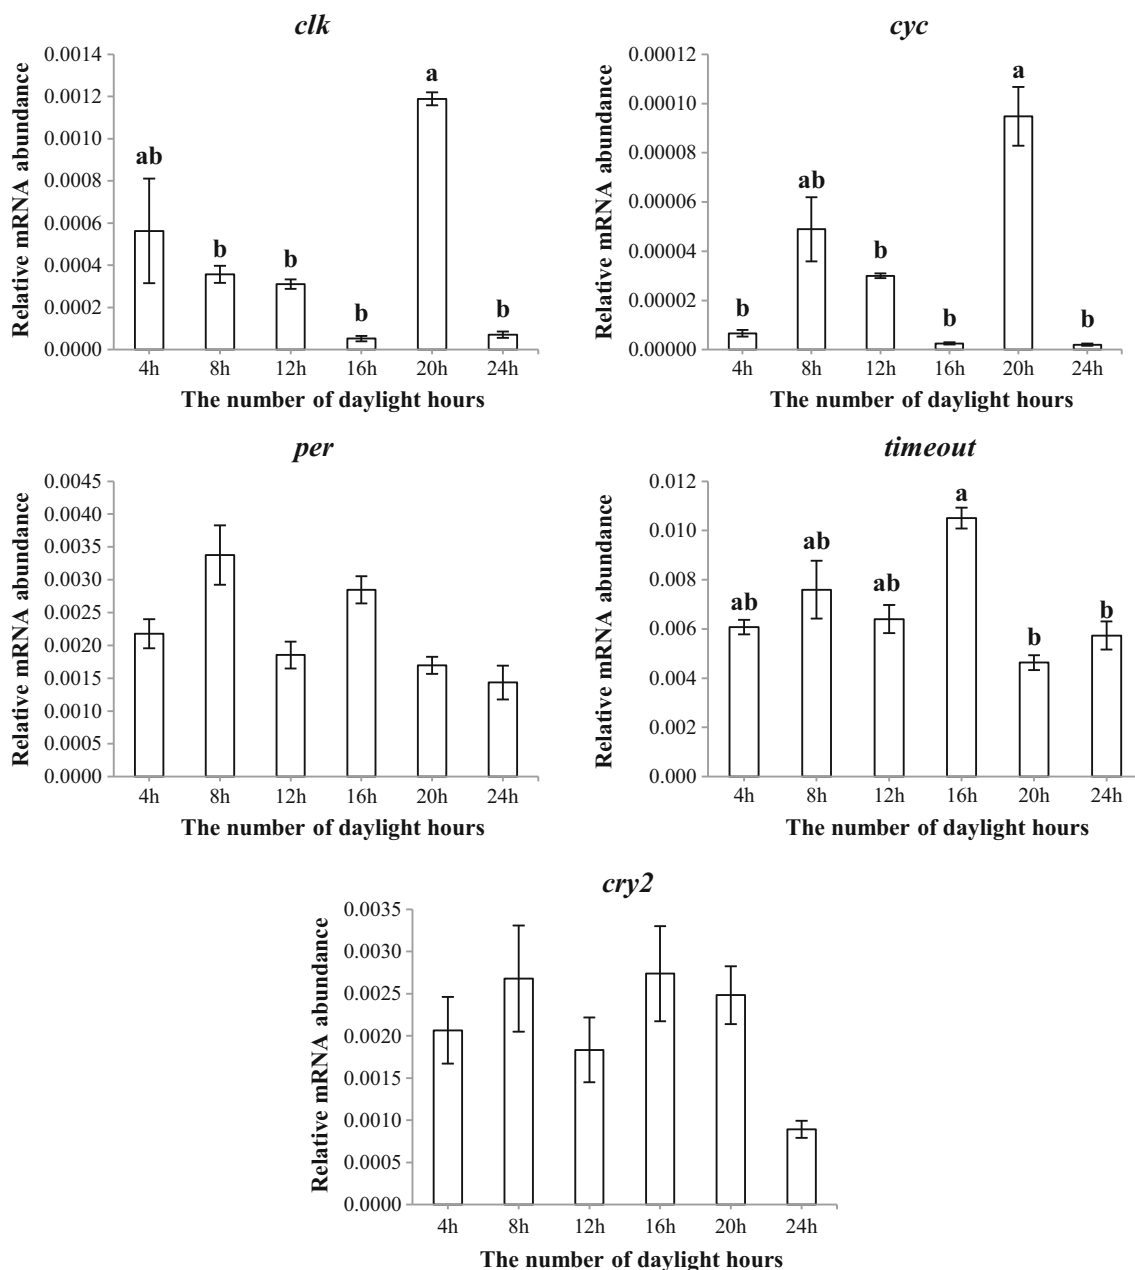 clk
Relative mRNA abundance
0.0014
0.0012
0.0010
0.0008
0.0006
0.0004
0.0002
0.0000
ab
b
b
b
a
b
4h 8h 12h 16h 20h 24h
The number of daylight hours
cyc
Relative mRNA abundance
0.00012
0.00010
0.00008
0.00006
0.00004
0.00002
0.00000
b
ab
b
b
a
b
4h 8h 12h 16h 20h 24h
The number of daylight hours
per
Relative mRNA abundance
0.0045
0.0040
0.0035
0.0030
0.0025
0.0020
0.0015
0.0010
0.0005
0.0000
4h 8h 12h 16h 20h 24h
The number of daylight hours
timeout
Relative mRNA abundance
0.012
0.010
0.008
0.006
0.004
0.002
0.000
ab
ab
ab
a
b
b
4h 8h 12h 16h 20h 24h
The number of daylight hours
cry2
Relative mRNA abundance
0.0035
0.0030
0.0025
0.0020
0.0015
0.0010
0.0005
0.0000
4h 8h 12h 16h 20h 24h
The number of daylight hours